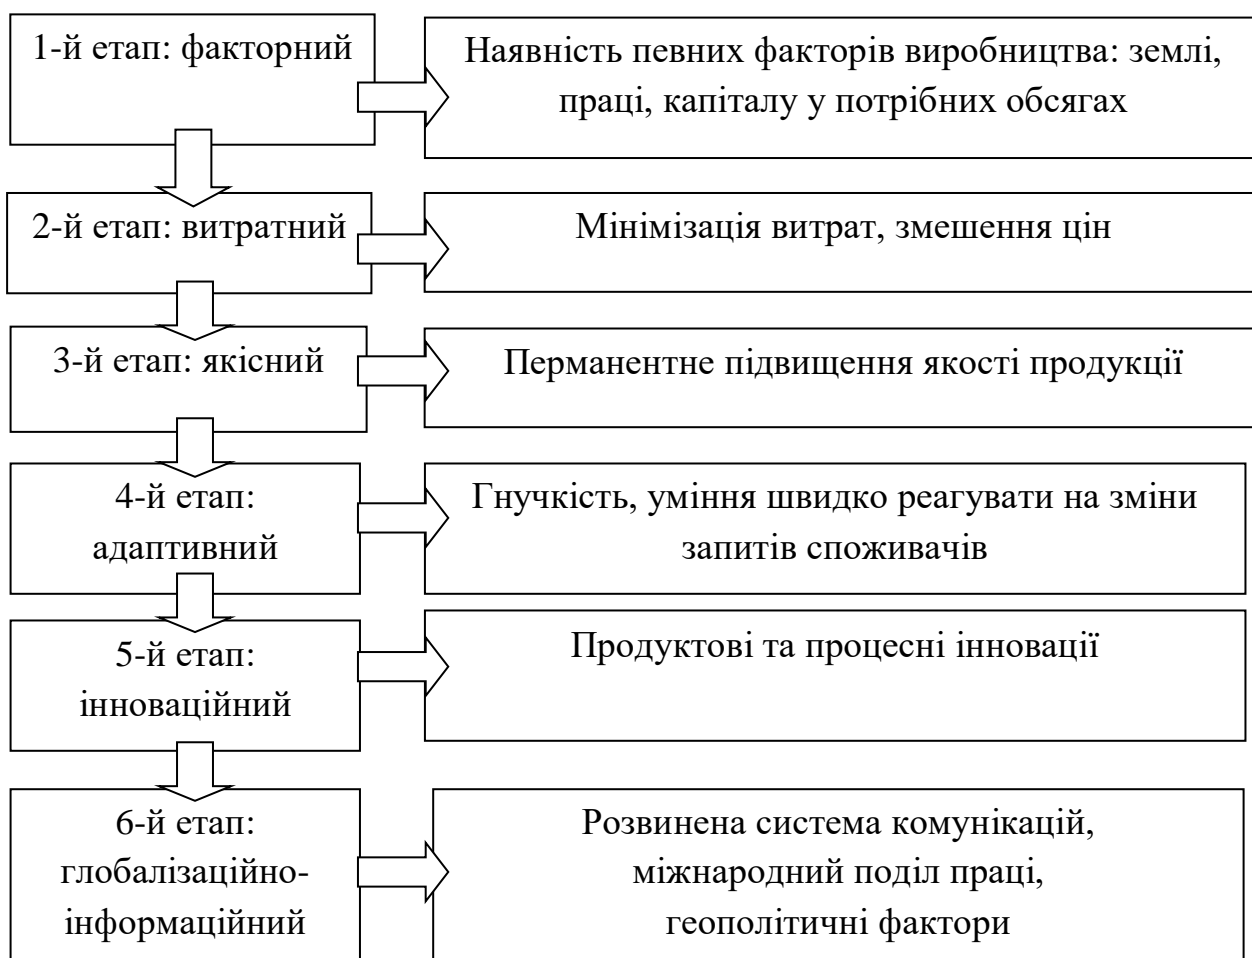 1-й етап: факторний
Наявність певних факторів виробництва: землі,
праці, капіталу у потрібних обсягах
2-й етап: витратний
Мінімізація витрат, змешення цін
3-й етап: якісний
Перманентне підвищення якості продукції
4-й етап:
адаптивний
Гнучкість, уміння швидко реагувати на зміни
запитів споживачів
5-й етап:
інноваційний
Продуктові та процесні інновації
6-й етап:
глобалізаційно-
інформаційний
Розвинена система комунікацій,
міжнародний поділ праці,
геополітичні фактори